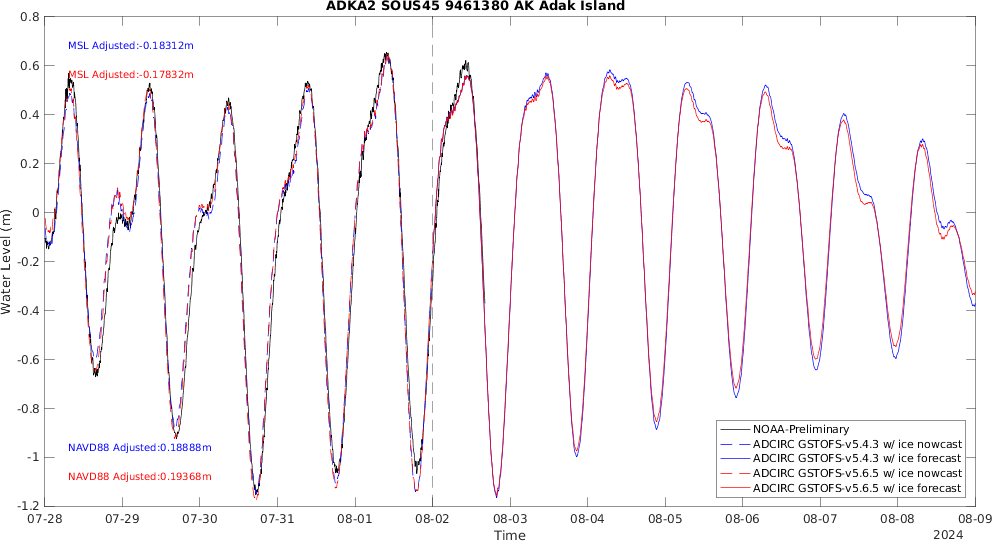 ADKA2 SOUS45 9461380 AK Adak Island
0.8
0.6
0.4
0.2
0
-0.2
-0.4
-0.6
-0.8
-1
-1.2
Water Level (m)
MSL Adjusted:-0.18312m
MSL Adjusted:-0.17832m
NAVD88 Adjusted:0.18888m
NAVD88 Adjusted:0.19368m
NOAA-Preliminary
ADCIRC GSTOFS-v5.4.3 w/ ice nowcast
ADCIRC GSTOFS-v5.4.3 w/ ice forecast
ADCIRC GSTOFS-v5.6.5 w/ ice nowcast
ADCIRC GSTOFS-v5.6.5 w/ ice forecast
07-28 07-29 07-30 07-31 08-01 08-02 08-03 08-04 08-05 08-06 08-07 08-08 08-09
Time
2024